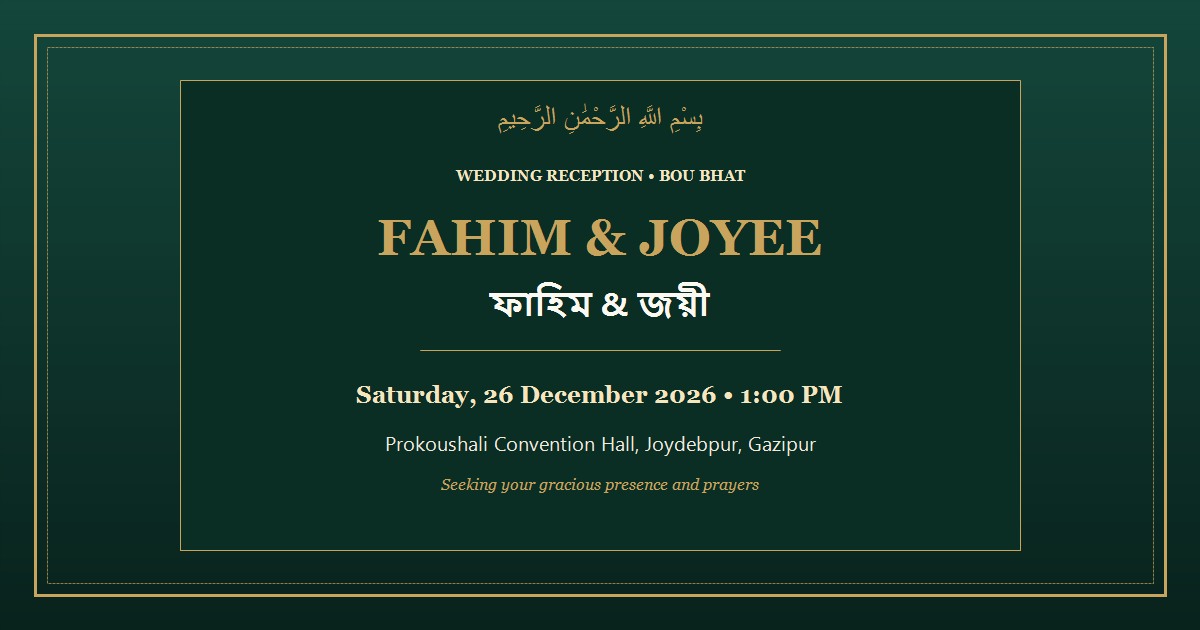 بِسْمِ اللَّهِ الرَّحْمَٰنِ الرَّحِيمِ
WEDDING RECEPTION • BOU BHAT
FAHIM & JOYEE
ফাহিম & জয়ী
Saturday, 26 December 2026 • 1:00 PM
Prokoushali Convention Hall, Joydebpur, Gazipur
Seeking your gracious presence and prayers